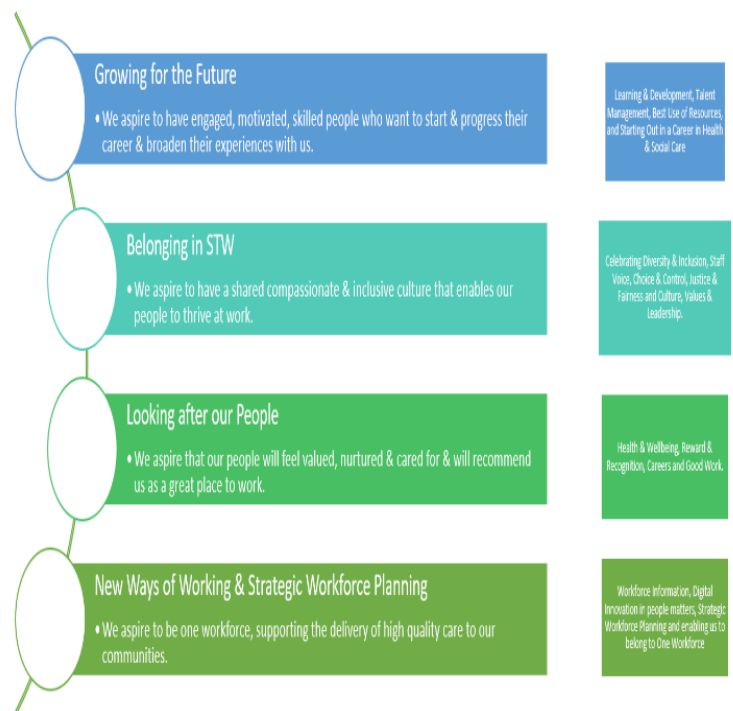 Growing for the Future
• We aspire to have engaged, motivated, skilled people who want to start & progress their
career & broaden their experiences with us.
Learning & Development, Talent
Management, Best Use of Resources,
and Starting Out in a Career in Health
& Social Care
Belonging in STW
• We aspire to have a shared compassionate & inclusive culture that enables our
people to thrive at work.
Celebrating Diversity & Inclusion, Staff
Voice, Choice & Control, Justice &
Fairness and Culture, Values &
Leadership.
Looking after our People
• We aspire that our people will feel valued, nurtured & cared for & will recommend
us as a great place to work.
Health & Wellbeing, Reward &
Recognition, Careers and Good Work.
New Ways of Working & Strategic Workforce Planning
• We aspire to be one workforce, supporting the delivery of high quality care to our
communities.
Workforce Information, Digital
Innovation in people matters, Strategic
Workforce Planning and enabling us to
belong to One Workforce